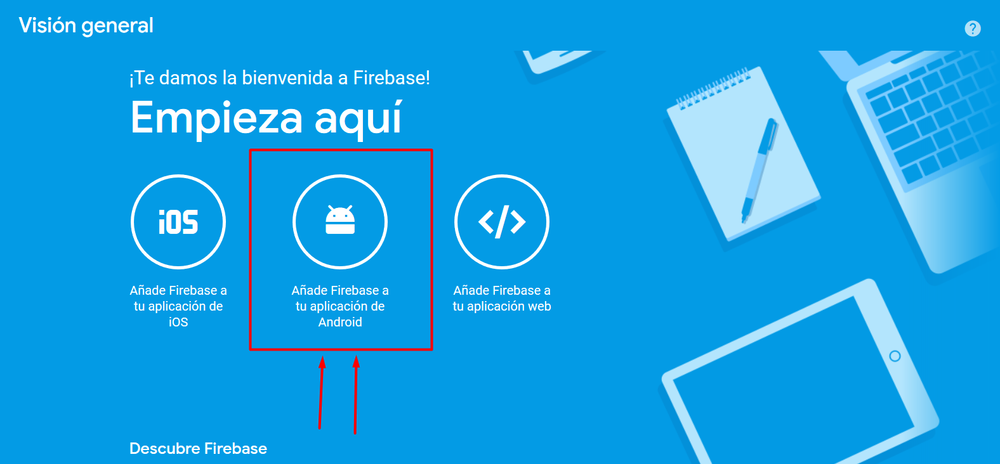 Visión general
?
¡Te damos la bienvenida a Firebase!
Empieza aquí
iOS
Añade Firebase a
tu aplicación de
iOS
Añade Firebase a
tu aplicación de
Android
</>
Añade Firebase a
tu aplicación web
Descubre Firebase